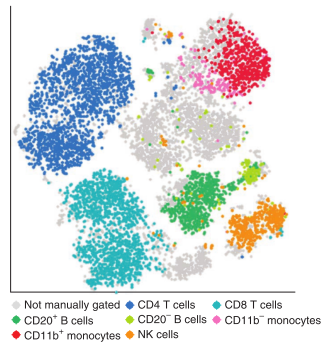 Not manually gated CD4 T cells CD8 T cells
CD20⁺ B cells CD20⁻ B cells CD11b⁻ monocytes
CD11b⁺ monocytes NK cells